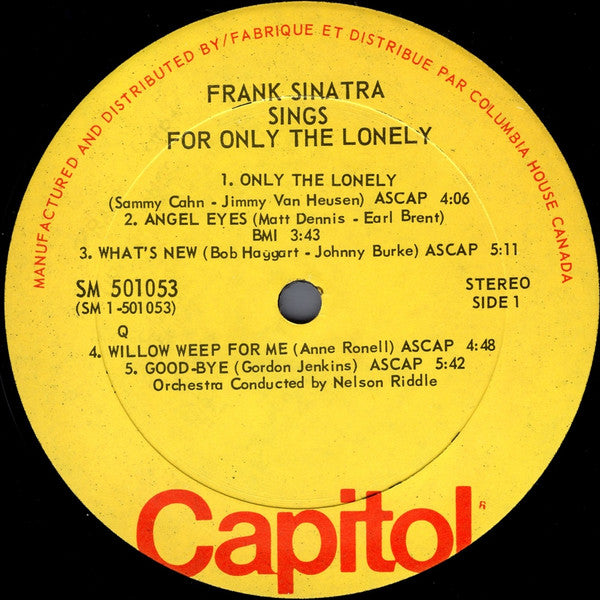 MANUFACTURED AND DISTRIBUTED BY/FABRIQUE ET DISTRIBUE PAR COLUMBIA HOUSE CANADA
FRANK SINATRA
SINGS
FOR ONLY THE LONELY
1. ONLY THE LONELY
(Sammy Cahn - Jimmy Van Heusen) ASCAP 4:06
2. ANGEL EYES (Matt Dennis - Earl Brent)
BMI 3:43
3. WHAT'S NEW (Bob Haggart - Johnny Burke) ASCAP 5:11
SM 501053
(SM 1-501053)
Q
STEREO
SIDE 1
4. WILLOW WEEP FOR ME (Anne Ronell) ASCAP 4:48
5. GOOD-BYE (Gordon Jenkins) ASCAP 5:42
Orchestra Conducted by Nelson Riddle
Capitol